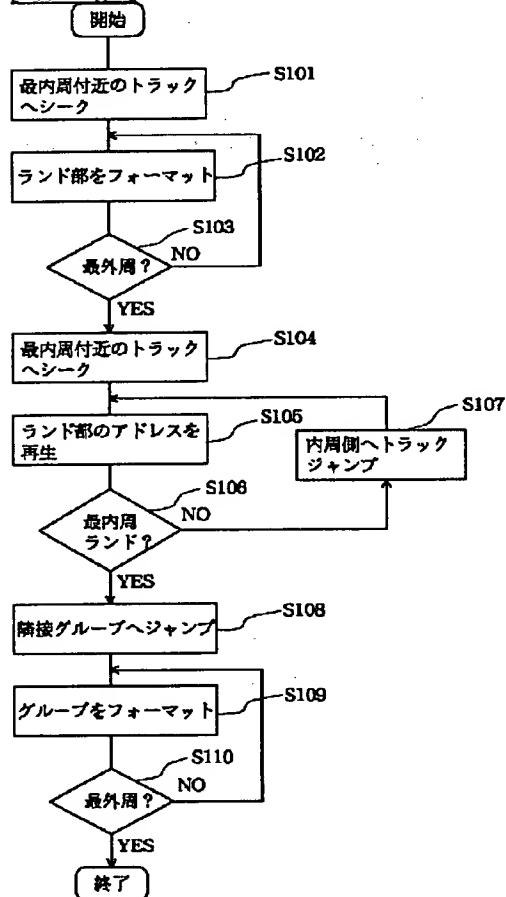 開始
最内周付近のトラック
へシーク
S101
ランド部をフォーマット
S102
S103
最外周？
NO
YES
最内周付近のトラック
へシーク
S104
ランド部のアドレスを
再生
S105
内周側へトラック
ジャンプ
S107
S106
最内周
ランド？
NO
YES
隣接グルーブへジャンプ
S108
グルーブをフォーマット
S109
S110
最外周？
NO
YES
終了